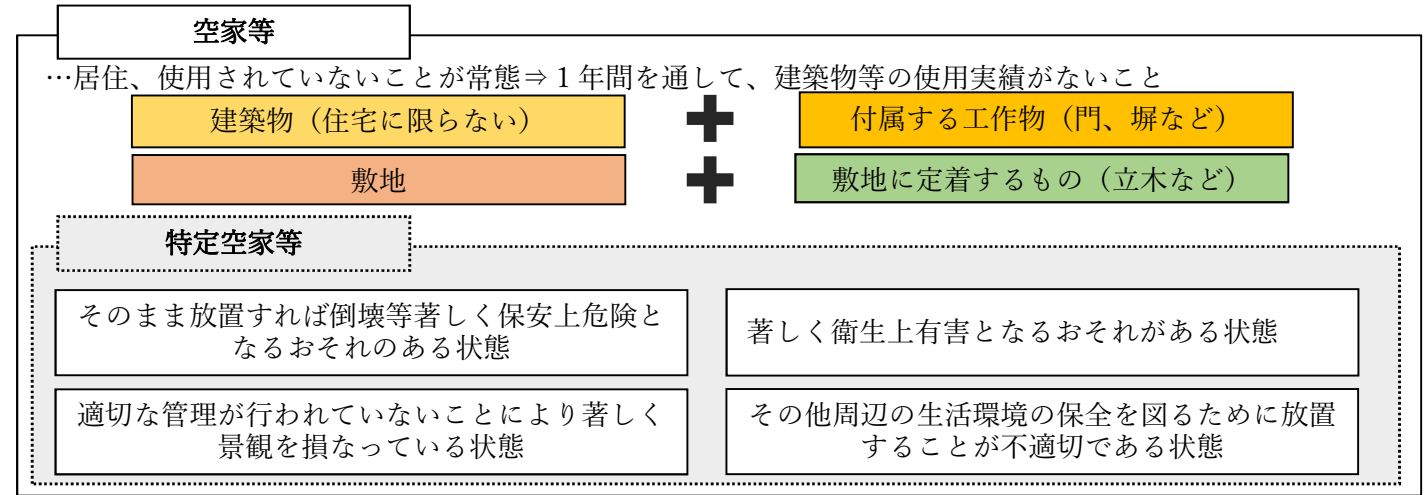 空家等
…居住、使用されていないことが常態⇒１年間を通して、建築物等の使用実績がないこと
建築物（住宅に限らない）
付属する工作物（門、塀など）
敷地
敷地に定着するもの（立木など）
特定空家等
そのまま放置すれば倒壊等著しく保安上危険と
なるおそれのある状態
著しく衛生上有害となるおそれがある状態
適切な管理が行われていないことにより著しく
景観を損なっている状態
その他周辺の生活環境の保全を図るために放置
することが不適切である状態